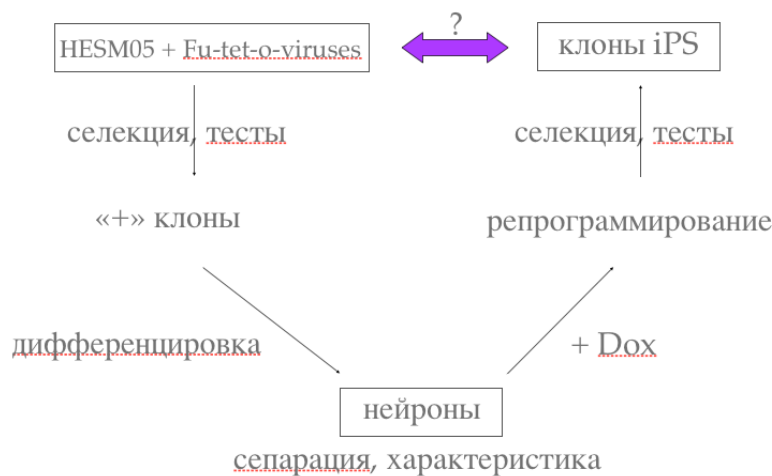 ?
HESM05 + Fu-tet-o-viruses
клоны iPS
селекция, тесты
селекция, тесты
«+» клоны
репрограммирование
дифференцировка
+ Dox
нейроны
сепарация, характеристика